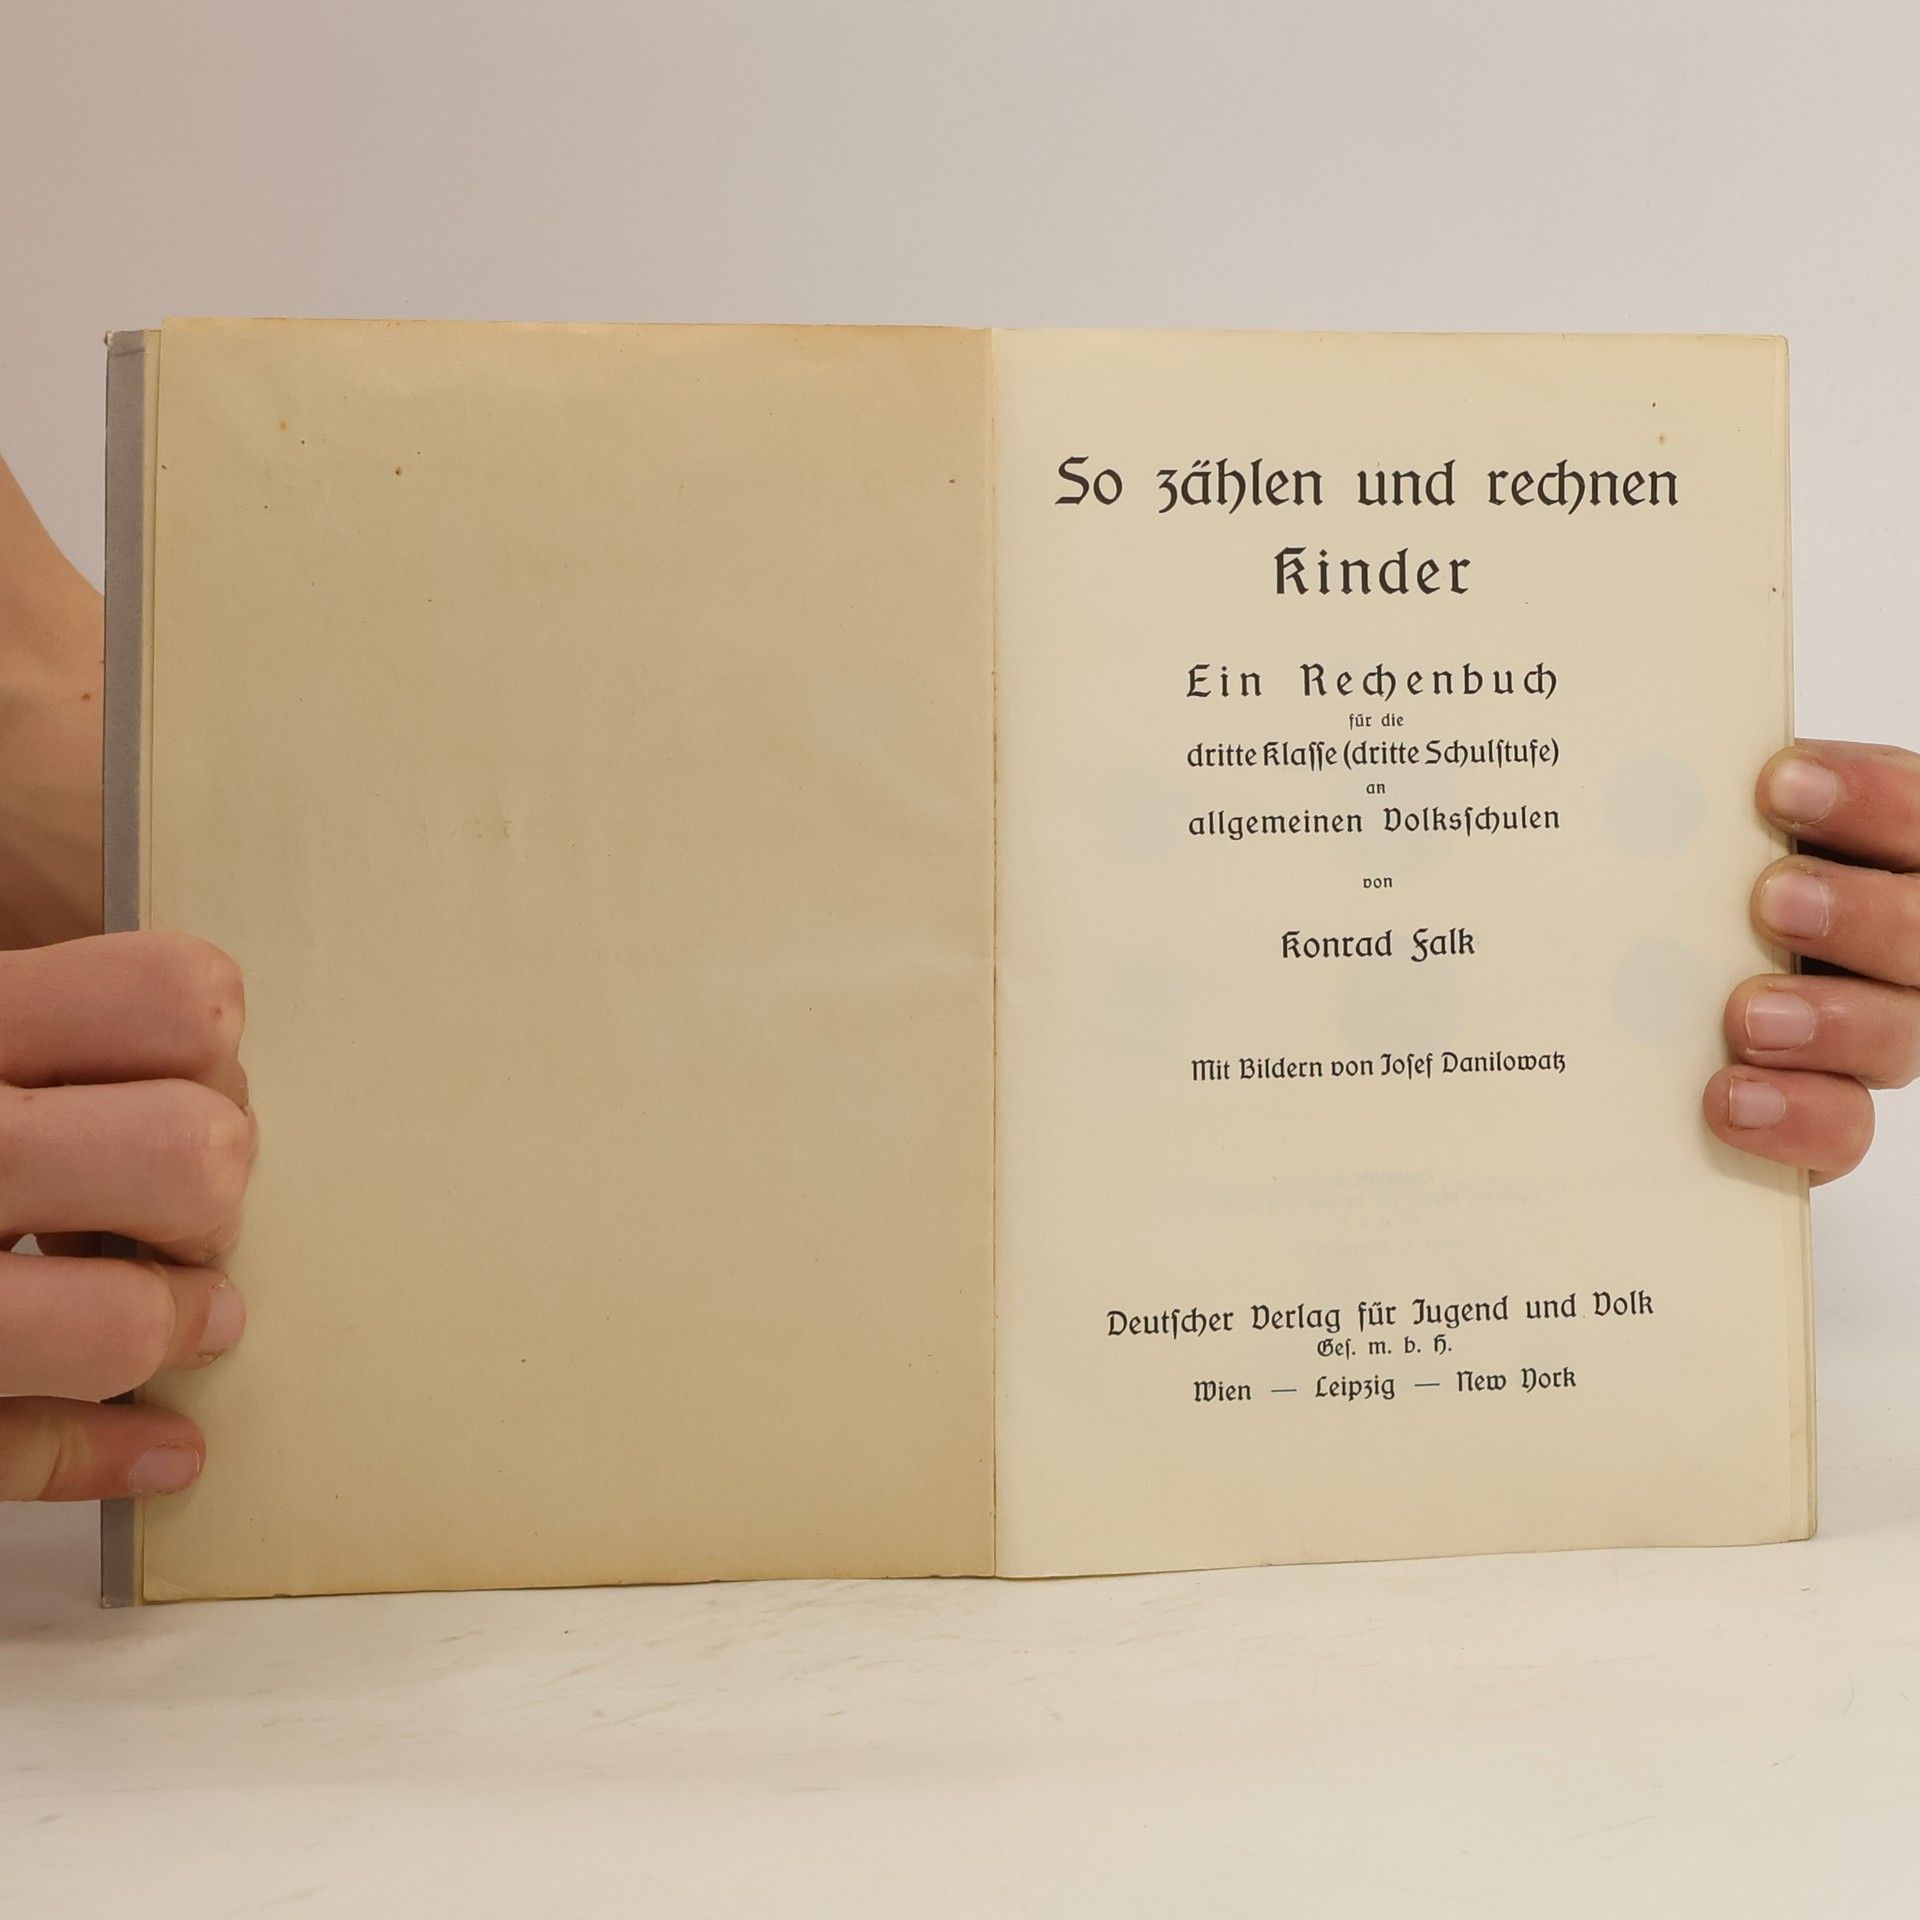 So zählen und rechnen
Kinder
Ein Rechenbuch
für die
dritte Klaſſe (dritte Schulſtufe)
an
allgemeinen Volksſchulen
von
Konrad Falk
Mit Bildern von Joſef Danilowatz
Deutſcher Verlag für Jugend und Volk
Geſ. m. b. H.
Wien — Leipzig — New York